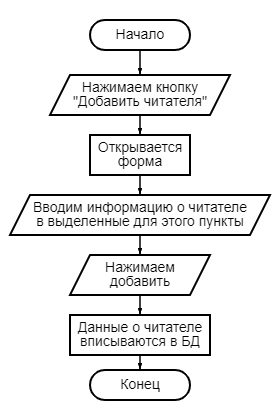 Начало
Нажимаем кнопку
"Добавить читателя"
Открывается
форма
Вводим информацию о читателе
в выделенные для этого пункты
Нажимаем
добавить
Данные о читателе
вписываются в БД
Конец